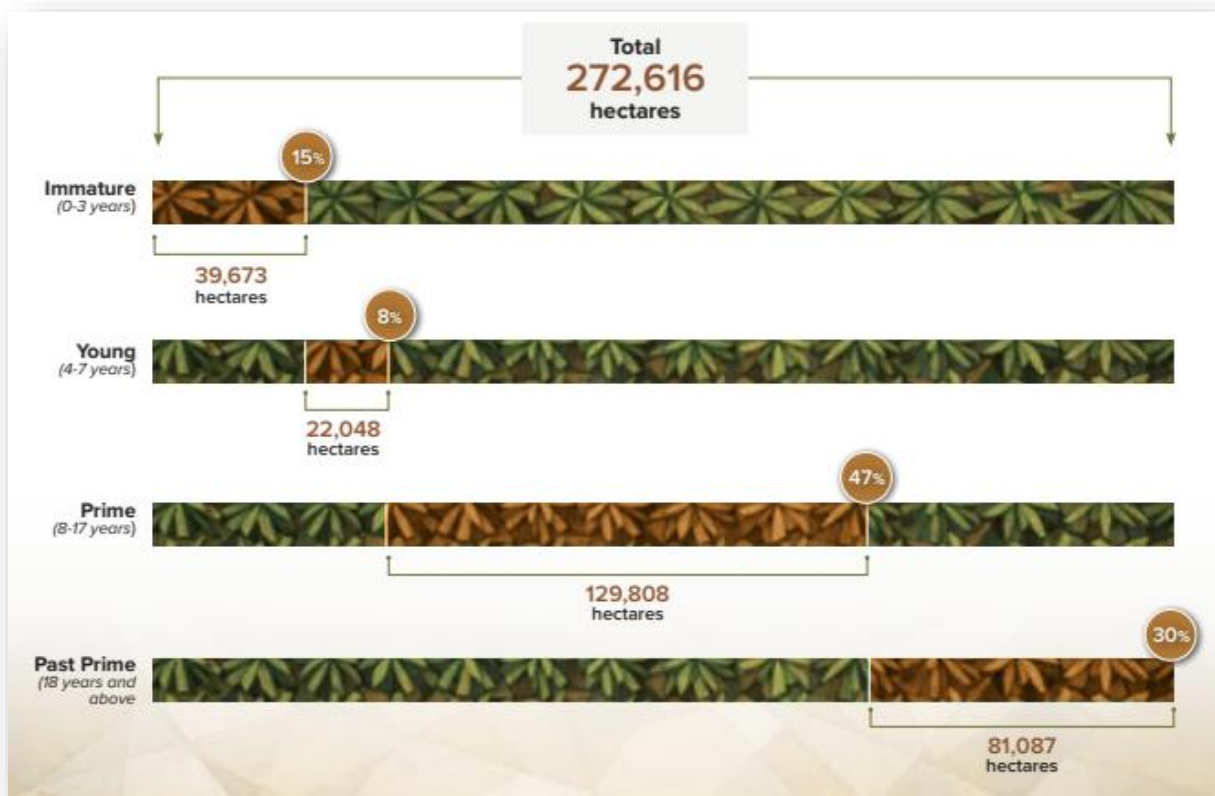 Total
272,616
hectares
15%
Immature
(0-3 years)
39,673
hectares
8%
Young
(4-7 years)
22,048
hectares
47%
Prime
(8-17 years)
129,808
hectares
30%
Past Prime
(18 years and
above
81,087
hectares